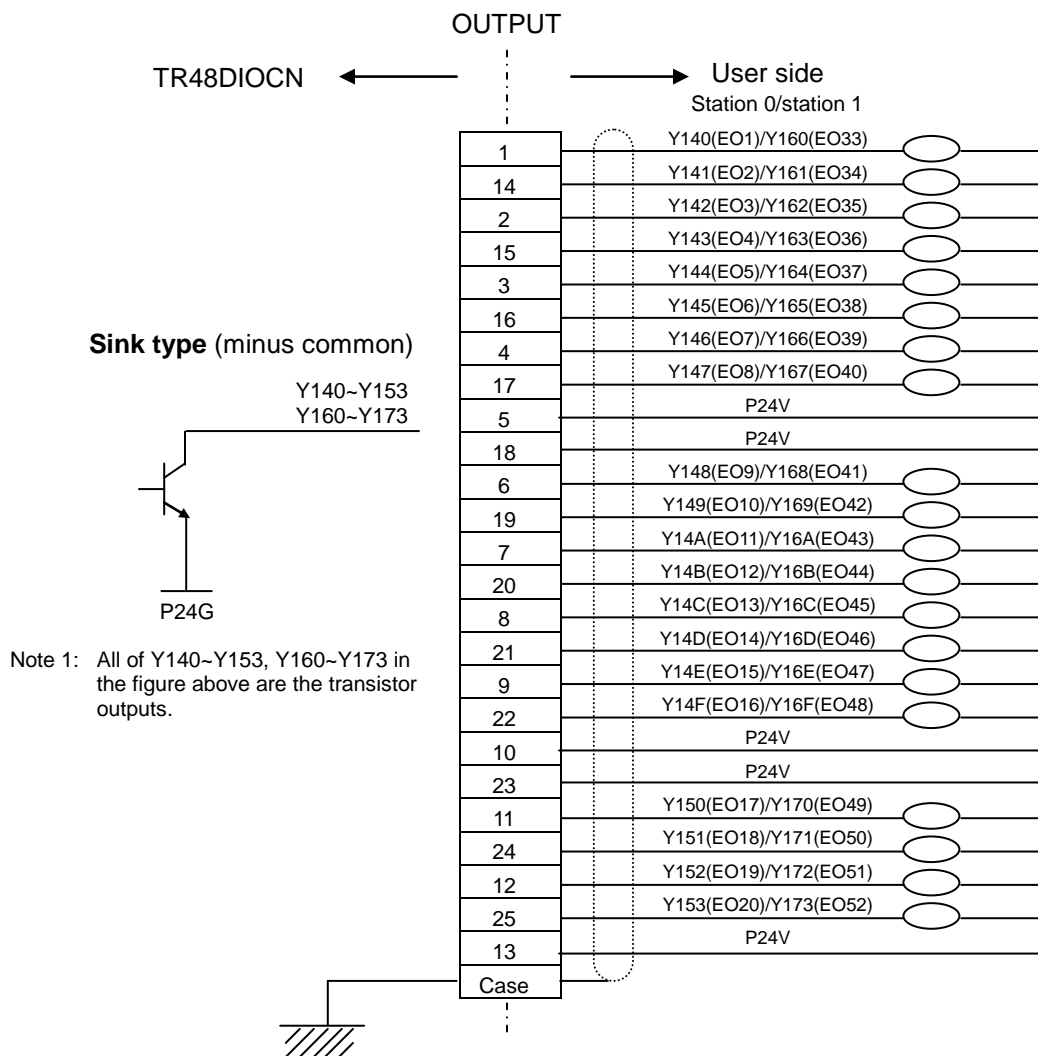 OUTPUT
TR48DIOCN
User side
Station 0/station 1
1 Y140(EO1)/Y160(EO33)
14 Y141(EO2)/Y161(EO34)
2 Y142(EO3)/Y162(EO35)
15 Y143(EO4)/Y163(EO36)
3 Y144(EO5)/Y164(EO37)
16 Y145(EO6)/Y165(EO38)
4 Y146(EO7)/Y166(EO39)
17 Y147(EO8)/Y167(EO40)
5 P24V
18 P24V
6 Y148(EO9)/Y168(EO41)
19 Y149(EO10)/Y169(EO42)
7 Y14A(EO11)/Y16A(EO43)
20 Y14B(EO12)/Y16B(EO44)
8 Y14C(EO13)/Y16C(EO45)
21 Y14D(EO14)/Y16D(EO46)
9 Y14E(EO15)/Y16E(EO47)
22 Y14F(EO16)/Y16F(EO48)
10 P24V
23 P24V
11 Y150(EO17)/Y170(EO49)
24 Y151(EO18)/Y171(EO50)
12 Y152(EO19)/Y172(EO51)
25 Y153(EO20)/Y173(EO52)
13 P24V
Case
Sink type (minus common)
Y140~Y153
Y160~Y173
P24G
Note 1: All of Y140~Y153, Y160~Y173 in
the figure above are the transistor
outputs.